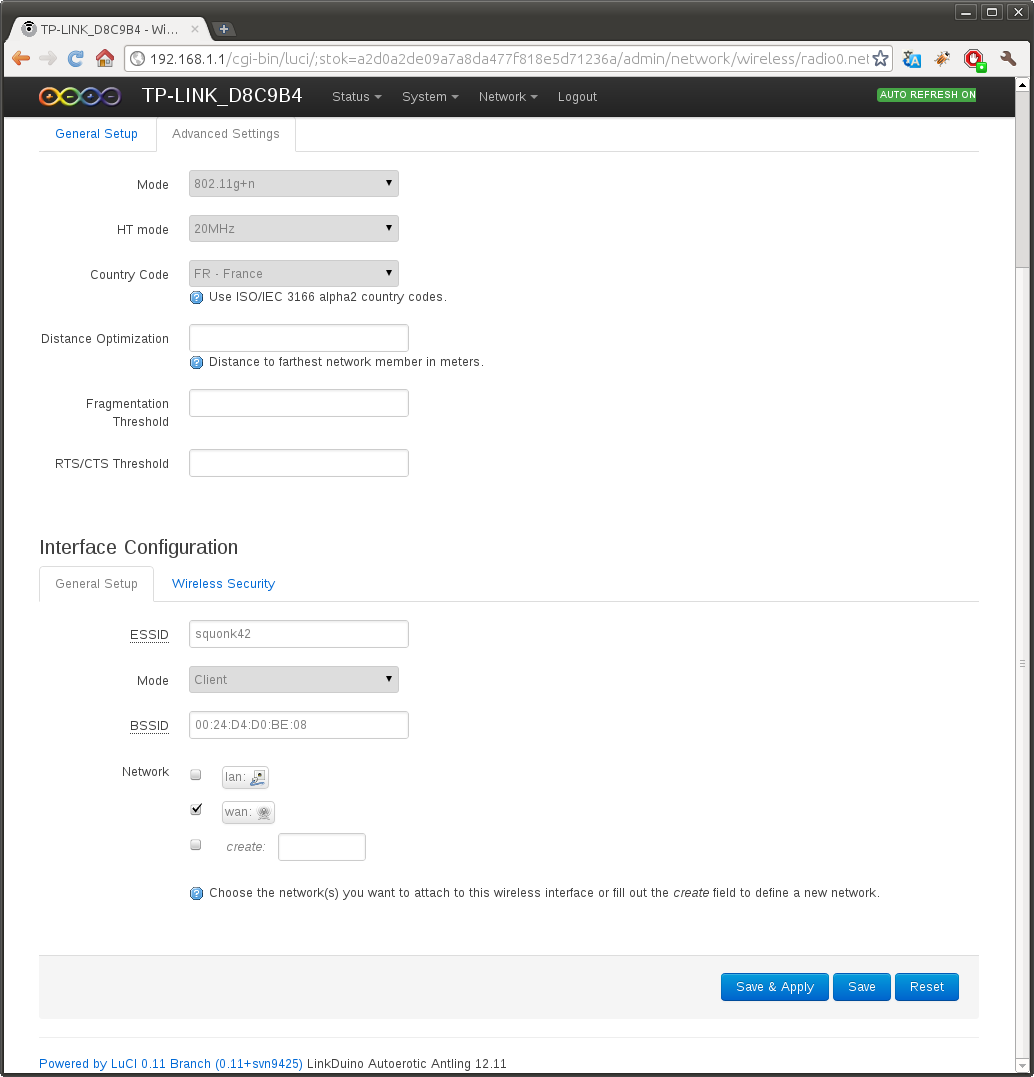 TP-LINK_D8C9B4 - Wi...
192.168.1.1/cgi-bin/luci/;stok=a2d0a2de09a7a8da477f818e5d71236a/admin/network/wireless/radio0.net
TP-LINK_D8C9B4 Status System Network Logout AUTO REFRESH ON
General Setup Advanced Settings
Mode 802.11g+n
HT mode 20MHz
Country Code FR - France
Use ISO/IEC 3166 alpha2 country codes.
Distance Optimization
Distance to farthest network member in meters.
Fragmentation
Threshold
RTS/CTS Threshold
Interface Configuration
General Setup Wireless Security
ESSID squonk42
Mode Client
BSSID 00:24:D4:D0:BE:08
Network lan:
wan:
create:
Choose the network(s) you want to attach to this wireless interface or fill out the create field to define a new network.
Save & Apply Save Reset
Powered by LuCI 0.11 Branch (0.11+svn9425) LinkDuino Autoerotic Antling 12.11